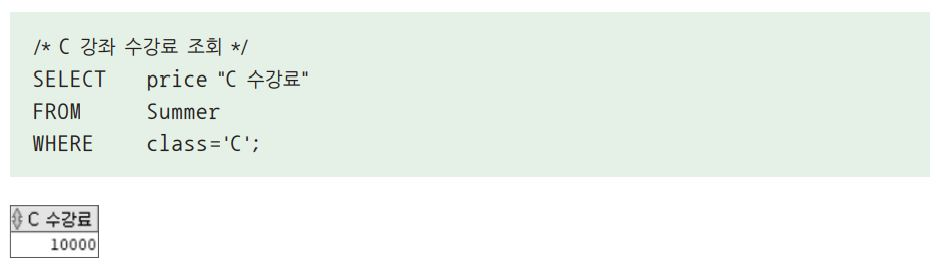 /* C 강좌 수강료 조회 */
SELECT price "C 수강료"
FROM Summer
WHERE class='C';
C 수강료
10000